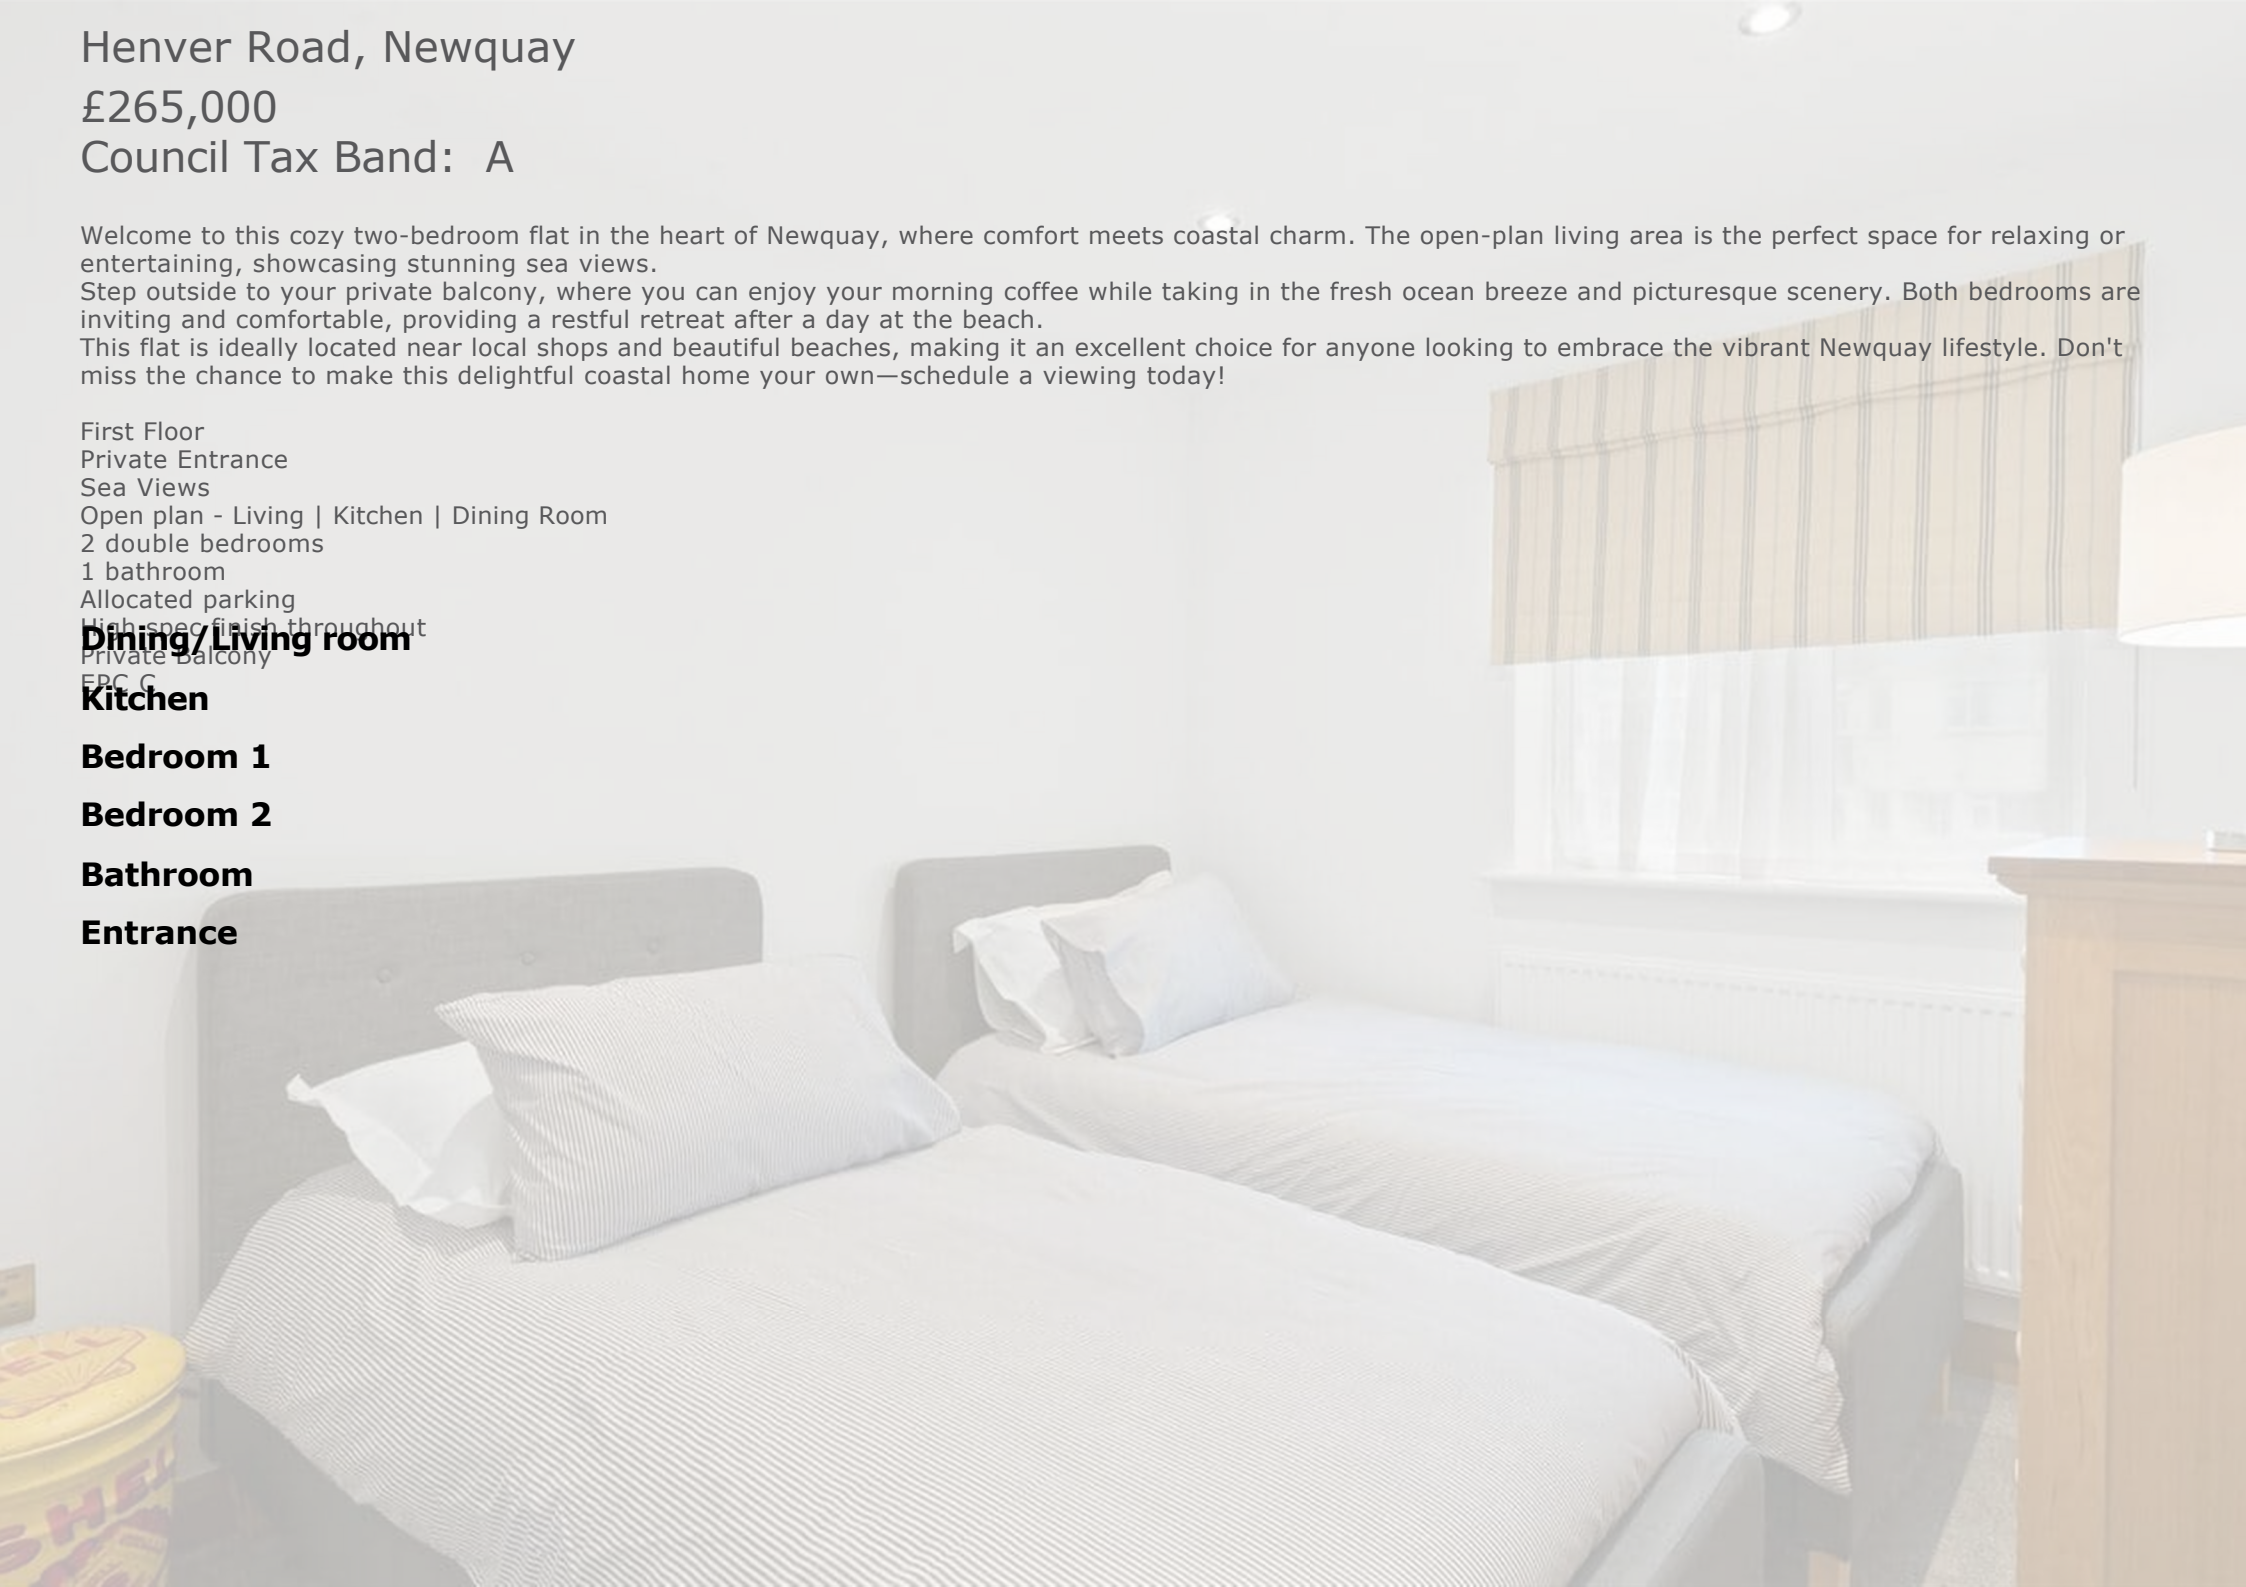 Henver Road, Newquay
£265,000
Council Tax Band:  A
Welcome to this cozy two-bedroom flat in the heart of Newquay, where comfort meets coastal charm. The open-plan living area is the perfect space for relaxing or
entertaining, showcasing stunning sea views.
Step outside to your private balcony, where you can enjoy your morning coffee while taking in the fresh ocean breeze and picturesque scenery. Both bedrooms are
inviting and comfortable, providing a restful retreat after a day at the beach.
This flat is ideally located near local shops and beautiful beaches, making it an excellent choice for anyone looking to embrace the vibrant Newquay lifestyle. Don't
miss the chance to make this delightful coastal home your own—schedule a viewing today!
First Floor
Private Entrance
Sea Views
Open plan - Living | Kitchen | Dining Room
2 double bedrooms
1 bathroom
Allocated parking
High spec finish throughout
Dining/Living room
Private Balcony
EPC C
Kitchen
Bedroom 1
Bedroom 2
Bathroom
Entrance